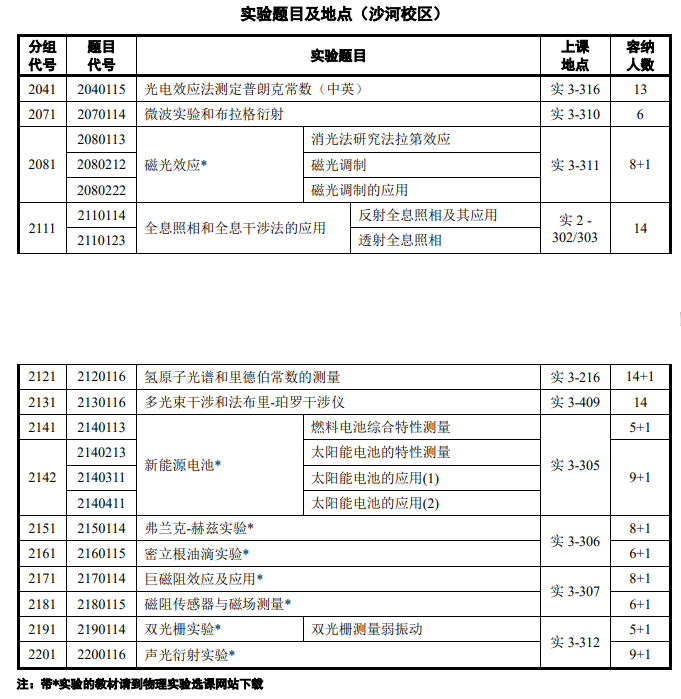 实验题目及地点（沙河校区）
分组代号 题目代号 实验题目 上课地点 容纳人数
2041 2040115 光电效应法测定普朗克常数（中英） 实 3-316 13
2071 2070114 微波实验和布拉格衍射 实 3-310 6
2081 2080113 磁光效应* 消光法研究法拉第效应 实 3-311 8+1
2080212 磁光调制
2080222 磁光调制的应用
2111 2110114 全息照相和全息干涉法的应用 反射全息照相及其应用 实 2 - 302/303 14
2110123 透射全息照相
2121 2120116 氢原子光谱和里德伯常数的测量 实 3-216 14+1
2131 2130116 多光束干涉和法布里-珀罗干涉仪 实 3-409 14
2141 2140113 新能源电池* 燃料电池综合特性测量 实 3-305 5+1
2142 2140213 太阳能电池的特性测量 9+1
2140311 太阳能电池的应用(1)
2140411 太阳能电池的应用(2)
2151 2150114 弗兰克-赫兹实验* 实 3-306 8+1
2161 2160115 密立根油滴实验* 6+1
2171 2170114 巨磁阻效应及应用* 实 3-307 8+1
2181 2180115 磁阻传感器与磁场测量* 6+1
2191 2190114 双光栅实验* 双光栅测量弱振动 实 3-312 5+1
2201 2200116 声光衍射实验* 9+1
注：带*实验的教材请到物理实验选课网站下载